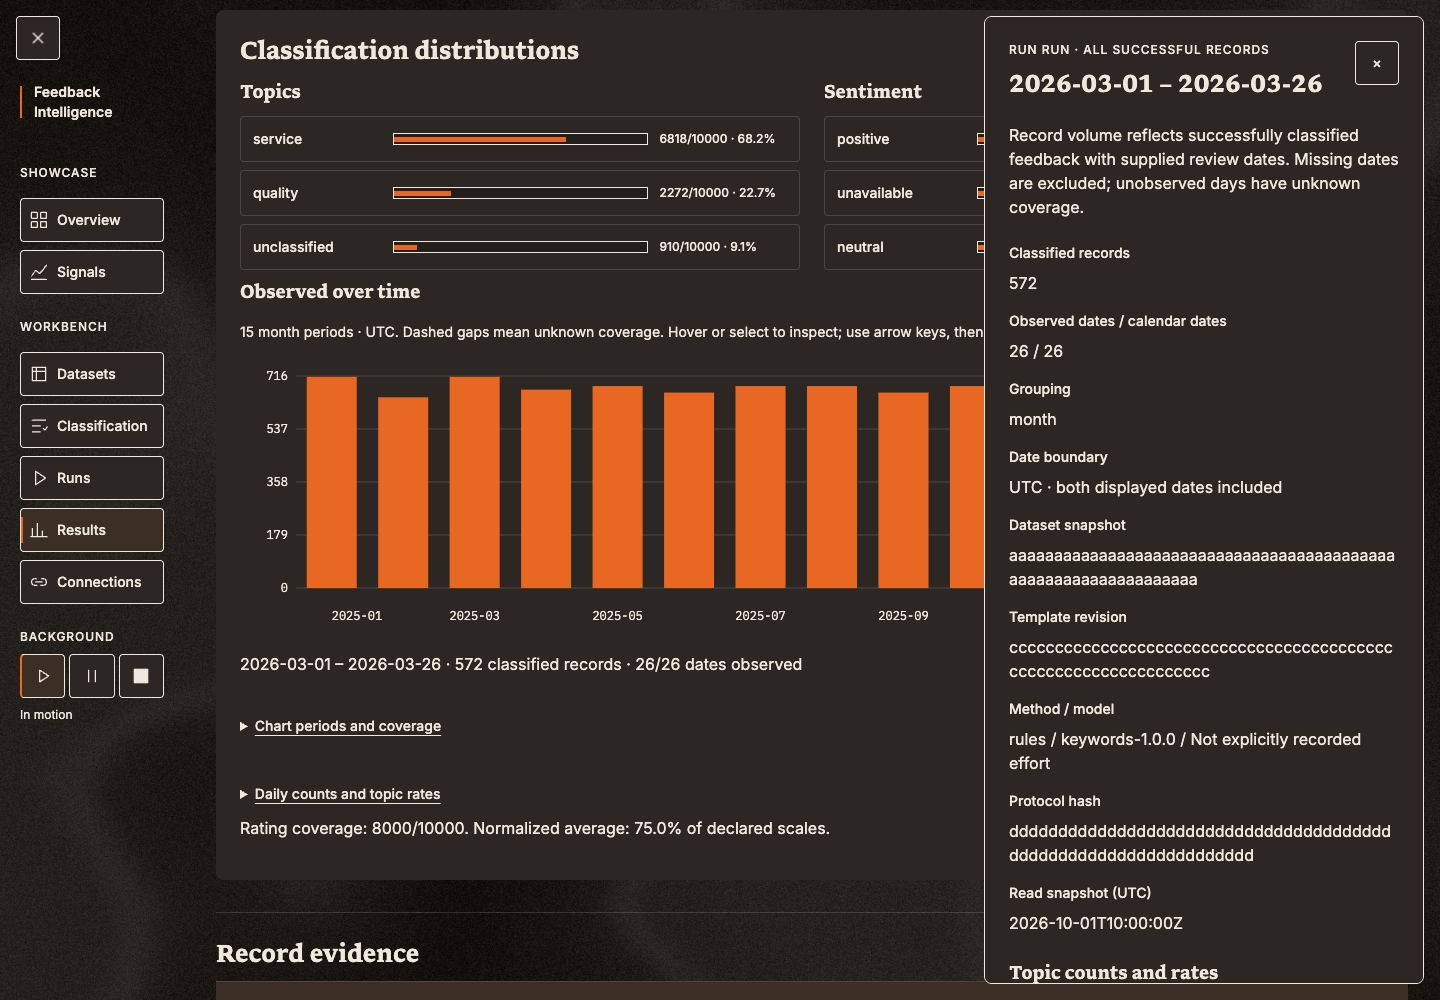 Feedback
Intelligence
SHOWCASE
Overview
Signals
WORKBENCH
Datasets
Classification
Runs
Results
Connections
BACKGROUND
In motion
Classification distributions
Topics
service
6818/10000 · 68.2%
quality
2272/10000 · 22.7%
unclassified
910/10000 · 9.1%
Sentiment
positive
unavailable
neutral
Observed over time
15 month periods · UTC. Dashed gaps mean unknown coverage. Hover or select to inspect; use arrow keys, then
716
537
358
179
0
2025-01
2025-03
2025-05
2025-07
2025-09
2026-03-01 – 2026-03-26 · 572 classified records · 26/26 dates observed
Chart periods and coverage
Daily counts and topic rates
Rating coverage: 8000/10000. Normalized average: 75.0% of declared scales.
Record evidence
RUN RUN · ALL SUCCESSFUL RECORDS
2026-03-01 – 2026-03-26
Record volume reflects successfully classified
feedback with supplied review dates. Missing dates
are excluded; unobserved days have unknown
coverage.
Classified records
572
Observed dates / calendar dates
26 / 26
Grouping
month
Date boundary
UTC · both displayed dates included
Dataset snapshot
aaaaaaaaaaaaaaaaaaaaaaaaaaaaaaaaaaaaaaaaaaa
aaaaaaaaaaaaaaaaaaaaa
Template revision
cccccccccccccccccccccccccccccccccccccccccc
cccccccccccccccccccccc
Method / model
rules / keywords-1.0.0 / Not explicitly recorded
effort
Protocol hash
ddddddddddddddddddddddddddddddddddddddd
ddddddddddddddddddddddddd
Read snapshot (UTC)
2026-10-01T10:00:00Z
Topic counts and rates